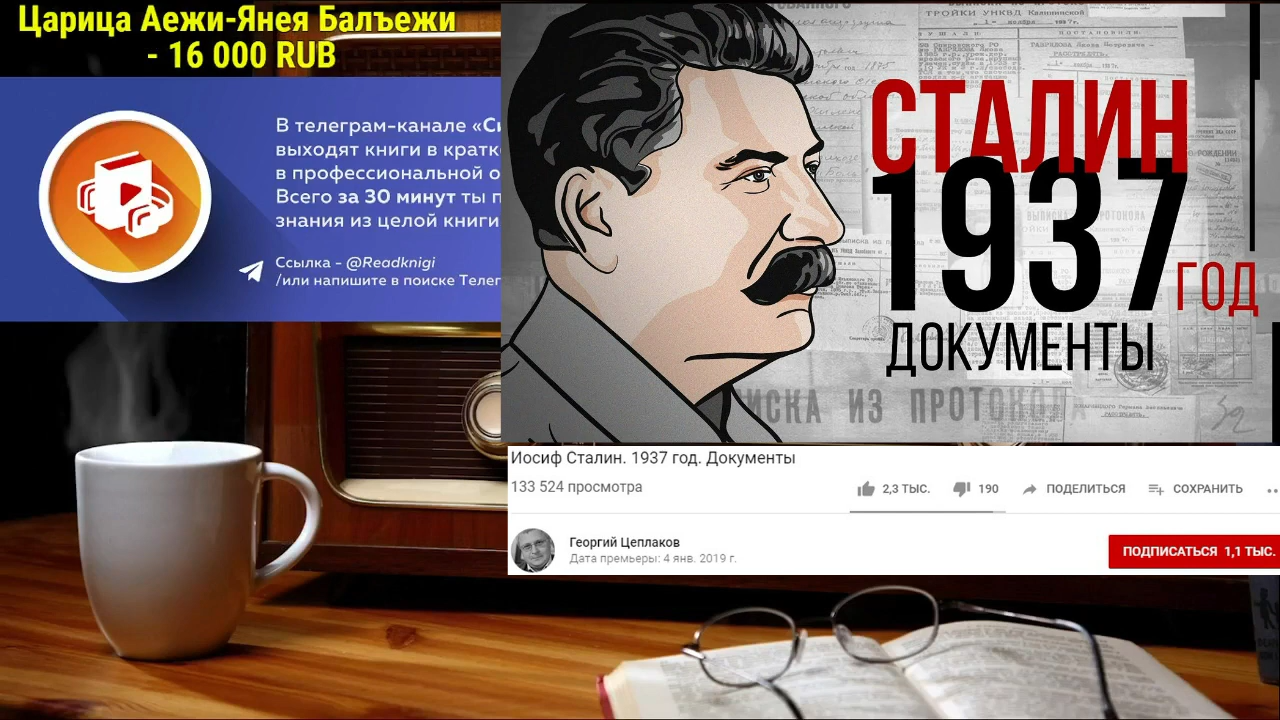 Царица Аежи-Янея Балъежи
- 16 000 RUB
В телеграм-канале «Си
выходят книги в кратк
в профессиональной о
Всего за 30 минут ты п
знания из целой книги
Ссылка - @Readknigi
/или напишите в поиске Телег
СТАЛИН
1937
ГОД
ДОКУМЕНТЫ
ИСКА ИЗ ПРОТОКОЛА
Иосиф Сталин. 1937 год. Документы
133 524 просмотра
2,3 ТЫС.
190
ПОДЕЛИТЬСЯ
СОХРАНИТЬ
Георгий Цеплаков
Дата премьеры: 4 янв. 2019 г.
ПОДПИСАТЬСЯ 1,1 ТЫС.